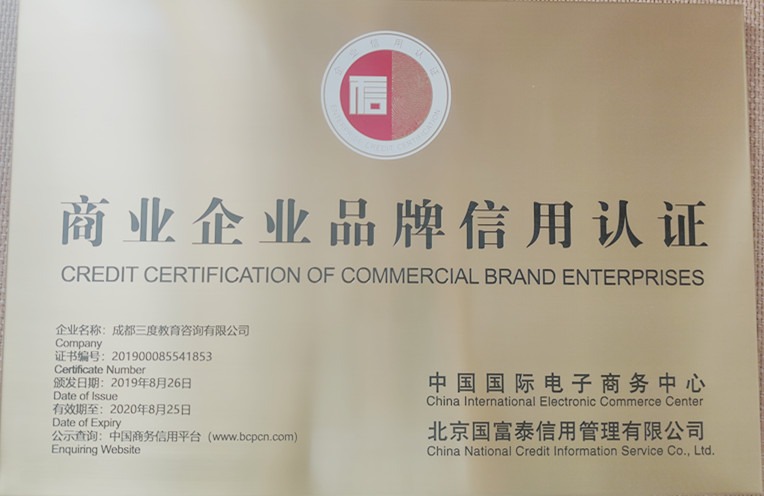 信
商业企业品牌信用认证
CREDIT CERTIFICATION OF COMMERCIAL BRAND ENTERPRISES
企业名称：成都三度教育咨询有限公司
Company
证书编号：201900085541853
Certificate Number
颁发日期：2019年8月26日
Date of Issue
有效期至：2020年8月25日
Date of Expiry
公示查询：中国商务信用平台（www.bcpcn.com）
Enquiring Website
中国国际电子商务中心
China International Electronic Commerce Center
北京国富泰信用管理有限公司
China National Credit Information Service Co., Ltd.